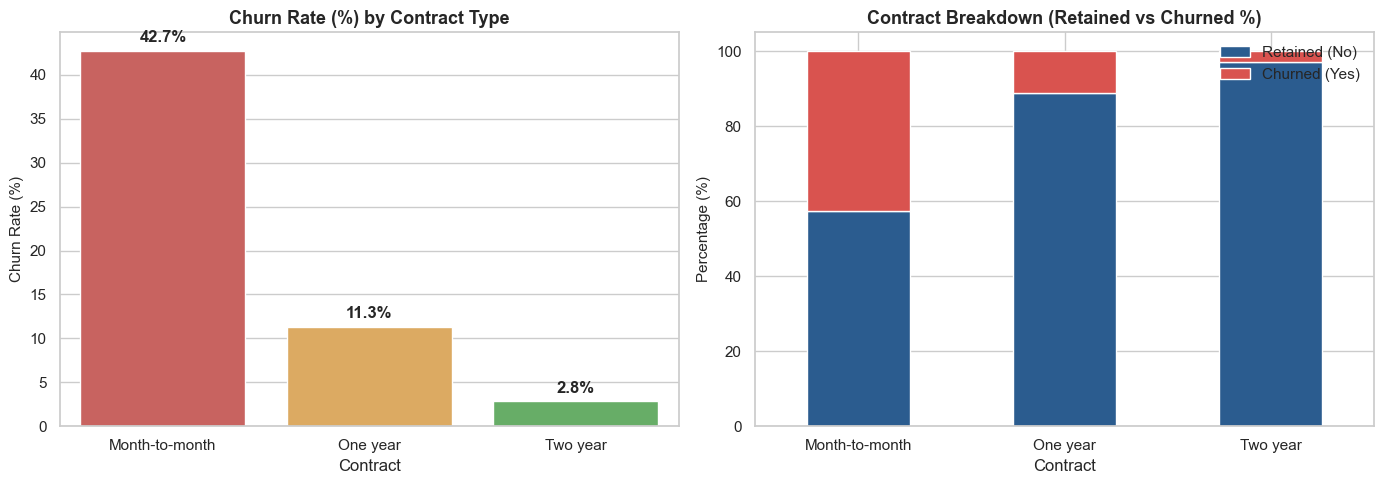 Churn Rate (%) by Contract Type
42.7%
11.3%
2.8%
Churn Rate (%)
40
35
30
25
20
15
10
5
0
Month-to-month
One year
Two year
Contract
Contract Breakdown (Retained vs Churned %)
Retained (No)
Churned (Yes)
Percentage (%)
100
80
60
40
20
0
Month-to-month
One year
Two year
Contract